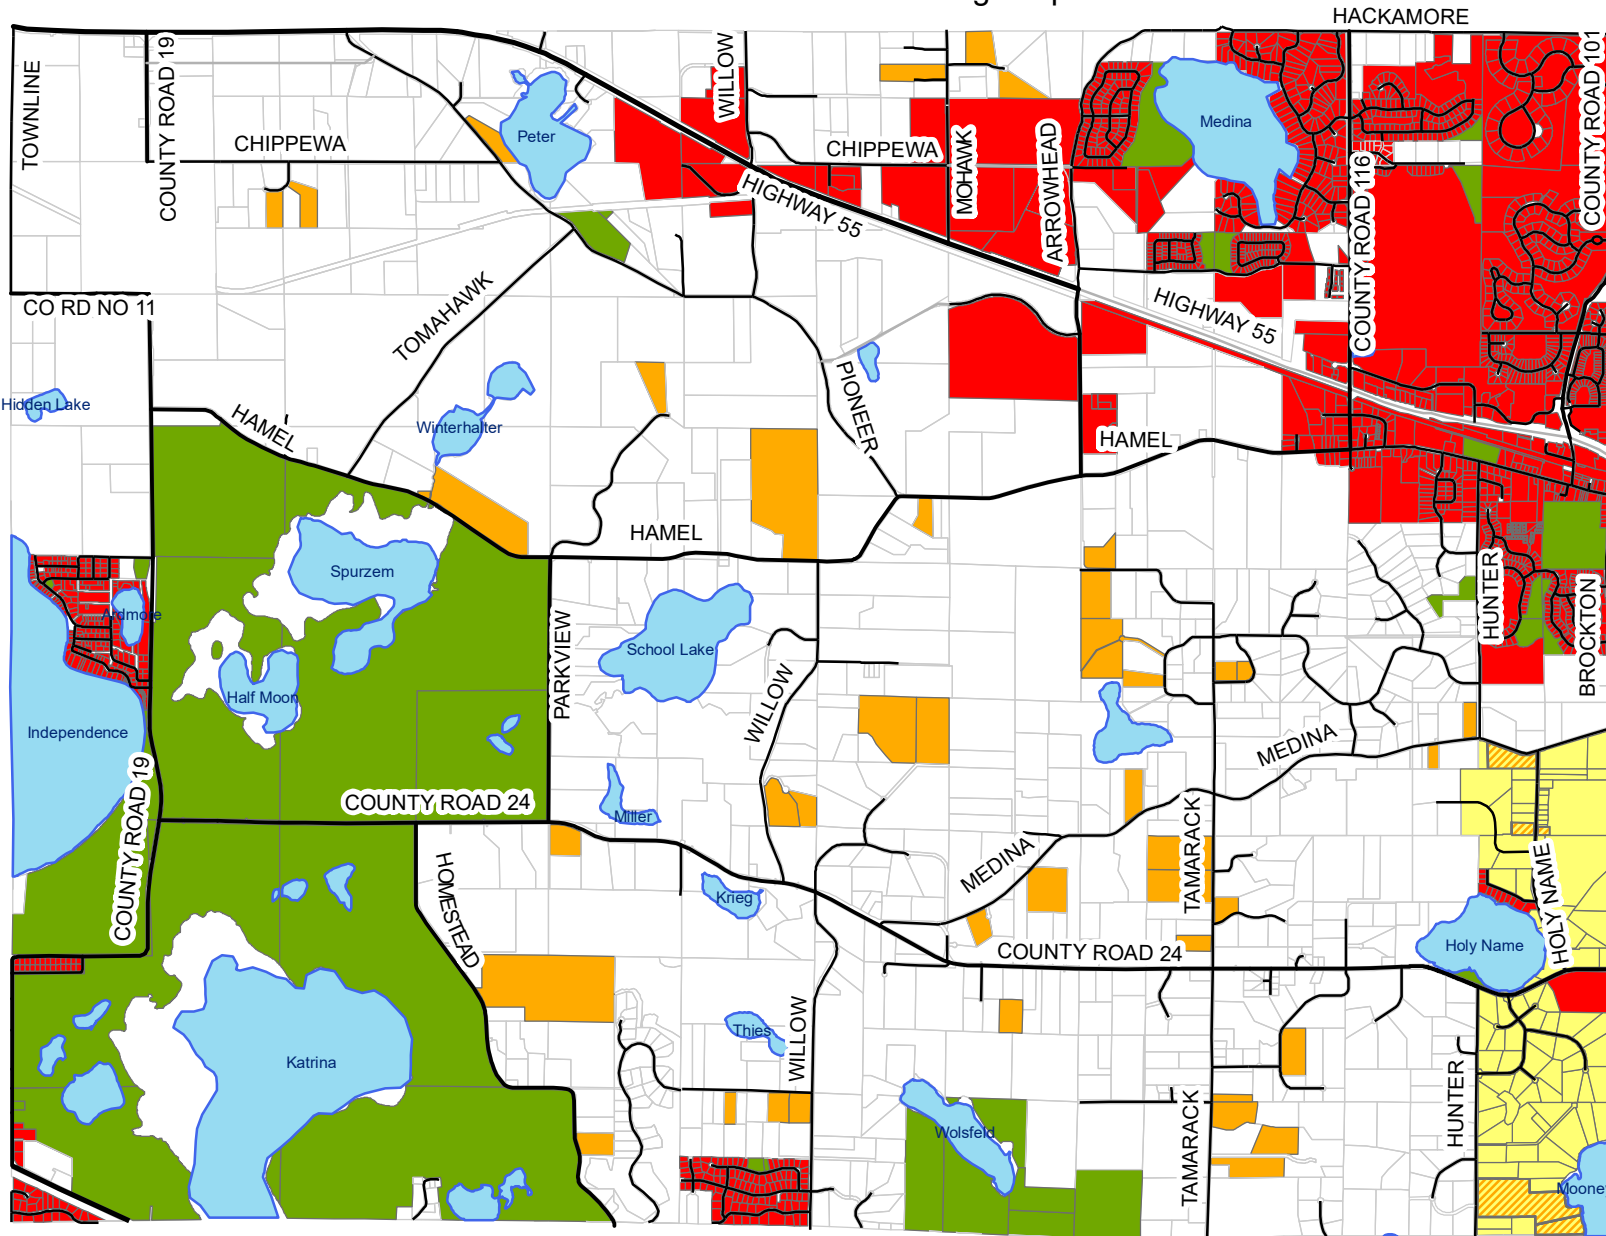 HACKAMORE
TOWNLINE
COUNTY ROAD 19
WILLOW
COUNTY ROAD 101
Peter
Medina
CHIPPEWA
CHIPPEWA
MOHAWK
ARROWHEAD
COUNTY ROAD 116
HIGHWAY 55
CO RD NO 11
TOMAHAWK
HIGHWAY 55
Hidden Lake
HAMEL
Winterhalter
PIONEER
HAMEL
HAMEL
Spurzem
Ardmore
PARKVIEW
School Lake
HUNTER
BROCKTON
Half Moon
WILLOW
Independence
MEDINA
COUNTY ROAD 19
COUNTY ROAD 24
Miller
TAMARACK
MEDINA
HOMESTEAD
Krieg
HOLY NAME
Holy Name
COUNTY ROAD 24
Thies
WILLOW
Katrina
HUNTER
TAMARACK
Wolsfeld
Moone